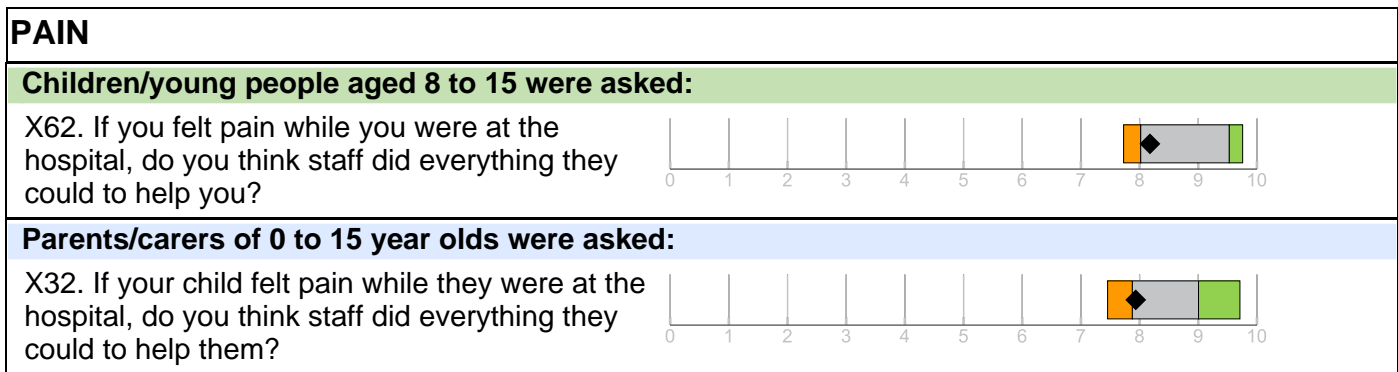 PAIN
Children/young people aged 8 to 15 were asked:
X62. If you felt pain while you were at the
hospital, do you think staff did everything they
could to help you?
0 1 2 3 4 5 6 7 8 9 10
Parents/carers of 0 to 15 year olds were asked:
X32. If your child felt pain while they were at the
hospital, do you think staff did everything they
could to help them?
0 1 2 3 4 5 6 7 8 9 10